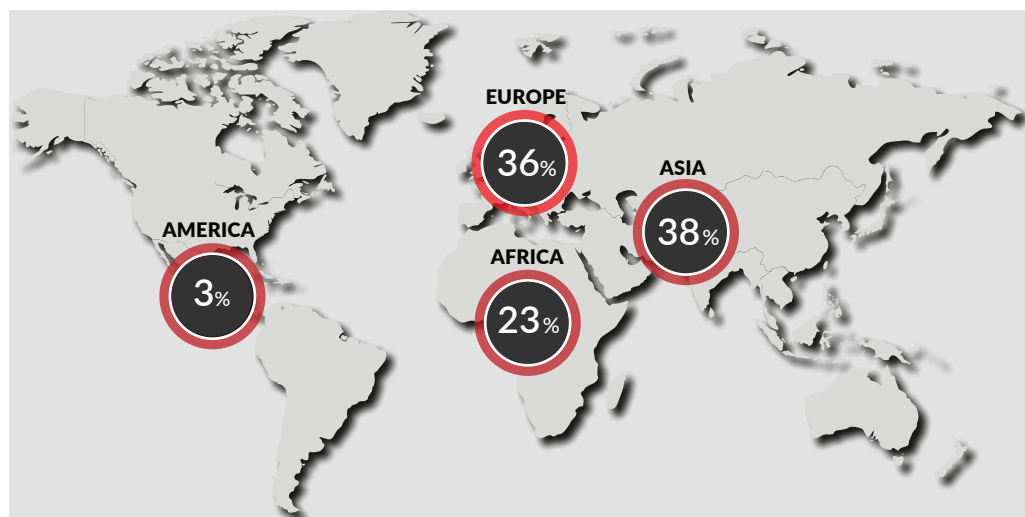 EUROPE
36%
ASIA
38%
AMERICA
3%
AFRICA
23%